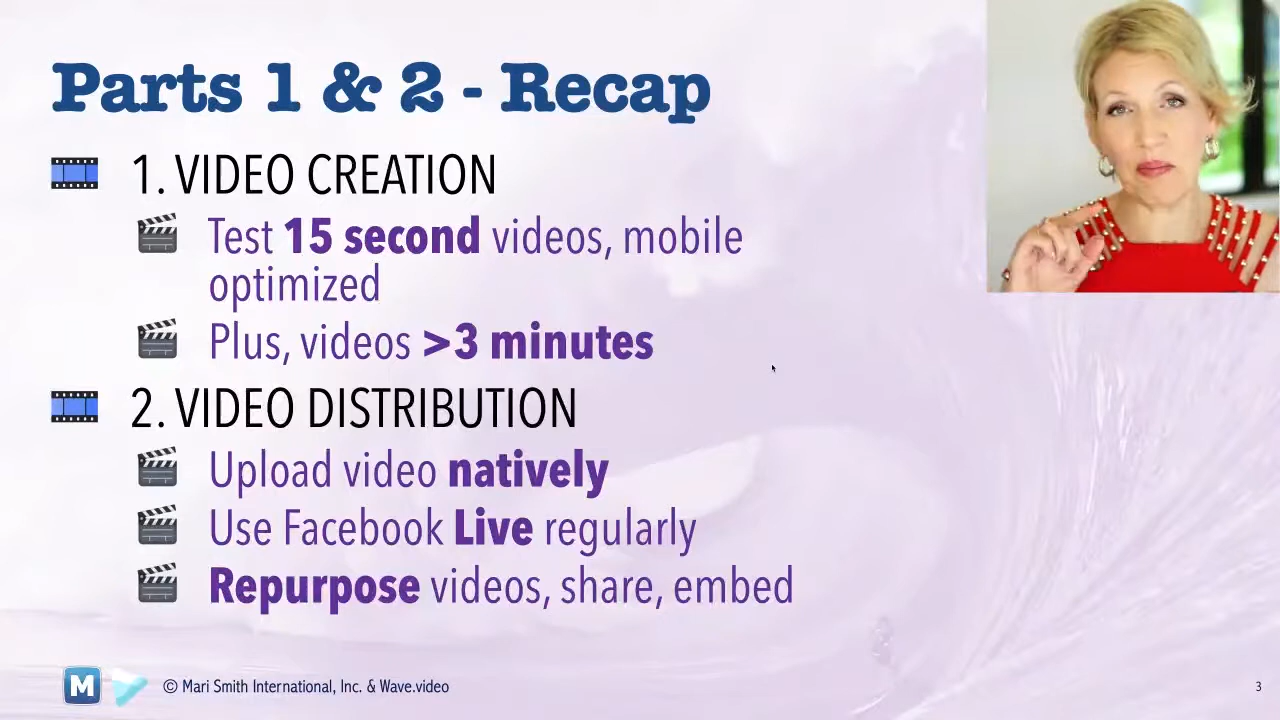 Parts 1 & 2 - Recap
1. VIDEO CREATION
Test 15 second videos, mobile
optimized
Plus, videos >3 minutes
2. VIDEO DISTRIBUTION
Upload video natively
Use Facebook Live regularly
Repurpose videos, share, embed
M
© Mari Smith International, Inc. & Wave.video
3